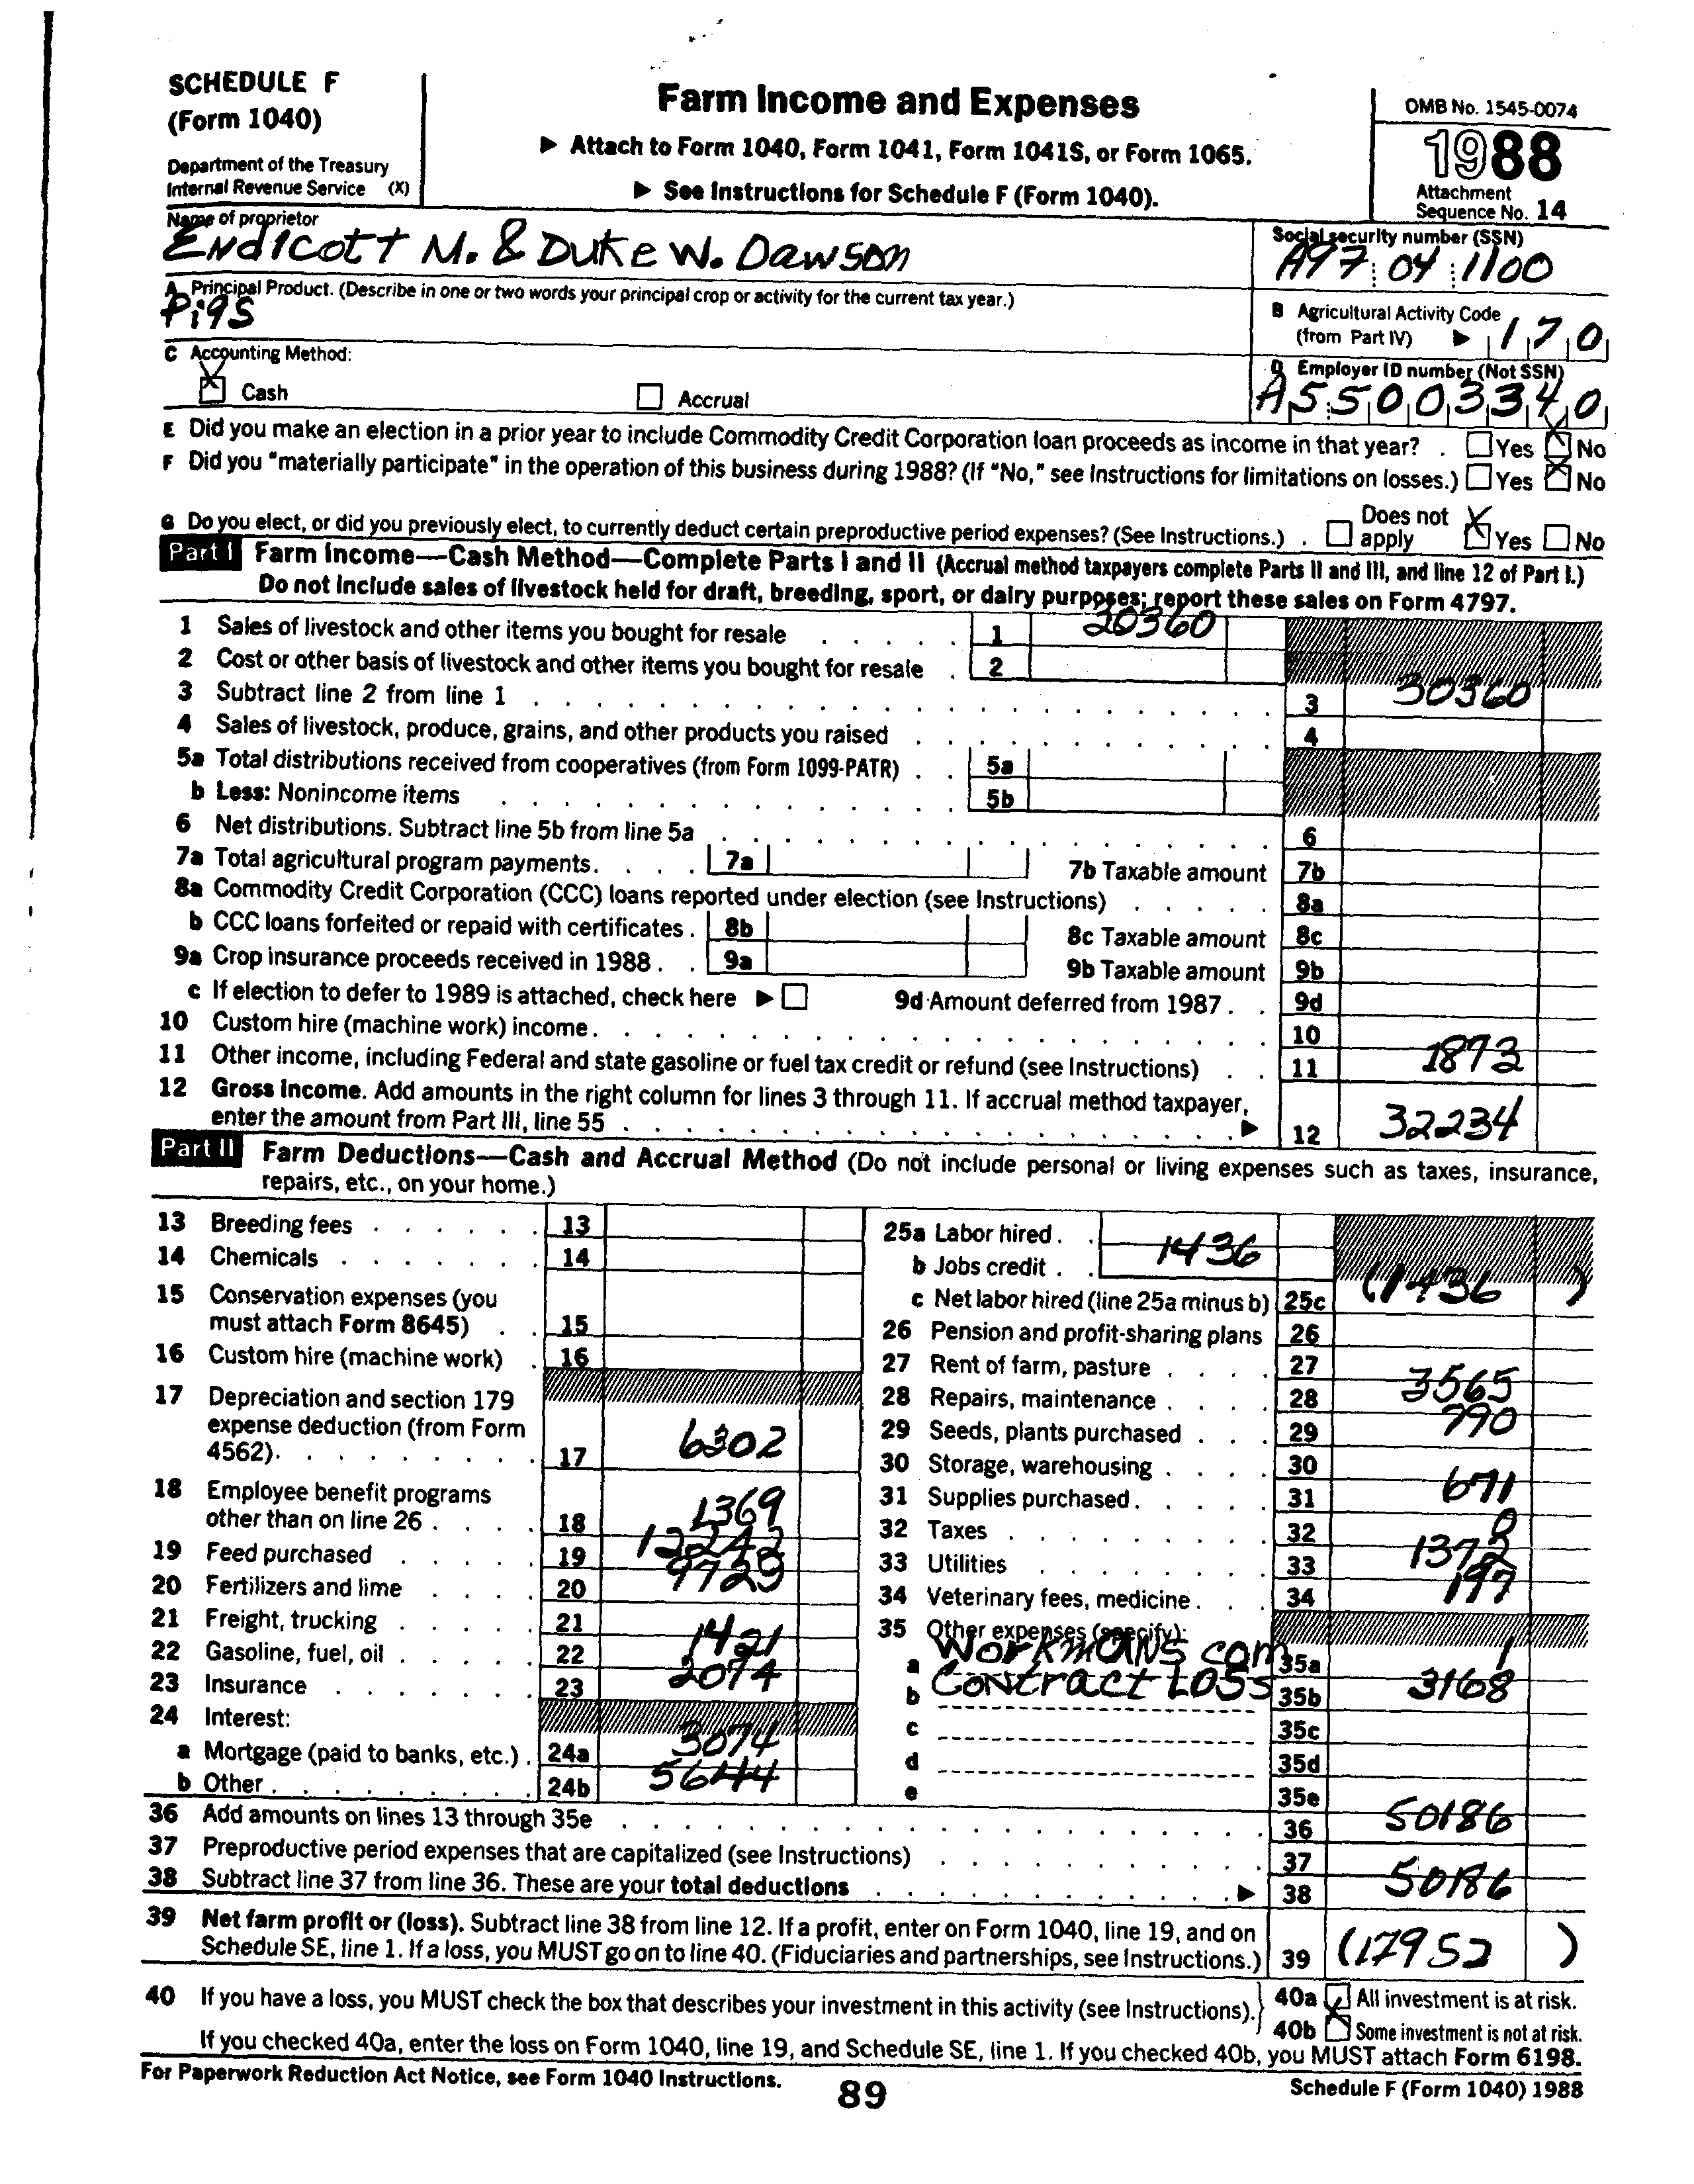 SCHEDULE F
(Form 1040)
Department of the Treasury
Internal Revenue Service (X)
Farm Income and Expenses
▶ Attach to Form 1040, Form 1041, Form 1041S, or Form 1065.
▶ See Instructions for Schedule F (Form 1040).
OMB No. 1545-0074
1988
Attachment
Sequence No. 14
Name of proprietor
Endicott M. & Duke W. Dawson
Social security number (SSN)
A97 04 1100
A Principal Product. (Describe in one or two words your principal crop or activity for the current tax year.)
Pigs
B Agricultural Activity Code
(from Part IV) ▶ 170
C Accounting Method:
Cash Accrual
D Employer ID number (Not SSN)
A55003340
E Did you make an election in a prior year to include Commodity Credit Corporation loan proceeds as income in that year? . Yes No
F Did you "materially participate" in the operation of this business during 1988? (If "No," see Instructions for limitations on losses.) Yes No
G Do you elect, or did you previously elect, to currently deduct certain preproductive period expenses? (See Instructions.) . Does not apply Yes No
Part I Farm Income—Cash Method—Complete Parts I and II (Accrual method taxpayers complete Parts II and III, and line 12 of Part I.)
Do not include sales of livestock held for draft, breeding, sport, or dairy purposes; report these sales on Form 4797.
1 Sales of livestock and other items you bought for resale . . . . . 1 30360
2 Cost or other basis of livestock and other items you bought for resale . 2
3 Subtract line 2 from line 1 3 30360
4 Sales of livestock, produce, grains, and other products you raised 4
5a Total distributions received from cooperatives (from Form 1099-PATR) . . 5a
b Less: Nonincome items 5b
6 Net distributions. Subtract line 5b from line 5a 6
7a Total agricultural program payments. . . . 7a 7b Taxable amount 7b
8a Commodity Credit Corporation (CCC) loans reported under election (see Instructions) . . . . . 8a
b CCC loans forfeited or repaid with certificates . 8b 8c Taxable amount 8c
9a Crop insurance proceeds received in 1988 . . 9a 9b Taxable amount 9b
c If election to defer to 1989 is attached, check here ▶ 9d Amount deferred from 1987 . . 9d
10 Custom hire (machine work) income 10
11 Other income, including Federal and state gasoline or fuel tax credit or refund (see Instructions) . . 11 1873
12 Gross income. Add amounts in the right column for lines 3 through 11. If accrual method taxpayer,
enter the amount from Part III, line 55 ▶ 12 32234
Part II Farm Deductions—Cash and Accrual Method (Do not include personal or living expenses such as taxes, insurance,
repairs, etc., on your home.)
13 Breeding fees 13
14 Chemicals 14
15 Conservation expenses (you
must attach Form 8645) . . 15
16 Custom hire (machine work) . 16
17 Depreciation and section 179
expense deduction (from Form
4562). 17 6302
18 Employee benefit programs
other than on line 26 . . . . 18 1369
19 Feed purchased 19 12242
20 Fertilizers and lime . . . . 20 9729
21 Freight, trucking 21
22 Gasoline, fuel, oil 22 1421
23 Insurance 23 2074
24 Interest:
a Mortgage (paid to banks, etc.) . 24a 3074
b Other 24b 5644
25a Labor hired . .
b Jobs credit . . 1436
c Net labor hired (line 25a minus b) 25c (1436)
26 Pension and profit-sharing plans 26
27 Rent of farm, pasture . . . . 27
28 Repairs, maintenance . . . . 28 3565
29 Seeds, plants purchased . . . 29 790
30 Storage, warehousing . . . . 30
31 Supplies purchased . . . . . 31 671
32 Taxes 32 0
33 Utilities 33 1372
34 Veterinary fees, medicine . . . 34 197
35 Other expenses (specify):
a Workmans com 35a 1
b Contract Loss 35b 3168
c 35c
d 35d
e 35e
36 Add amounts on lines 13 through 35e 36 50186
37 Preproductive period expenses that are capitalized (see Instructions) 37
38 Subtract line 37 from line 36. These are your total deductions ▶ 38 50186
39 Net farm profit or (loss). Subtract line 38 from line 12. If a profit, enter on Form 1040, line 19, and on
Schedule SE, line 1. If a loss, you MUST go on to line 40. (Fiduciaries and partnerships, see Instructions.) 39 (17952)
40 If you have a loss, you MUST check the box that describes your investment in this activity (see Instructions). 40a All investment is at risk.
40b Some investment is not at risk.
If you checked 40a, enter the loss on Form 1040, line 19, and Schedule SE, line 1. If you checked 40b, you MUST attach Form 6198.
For Paperwork Reduction Act Notice, see Form 1040 Instructions.
89
Schedule F (Form 1040) 1988